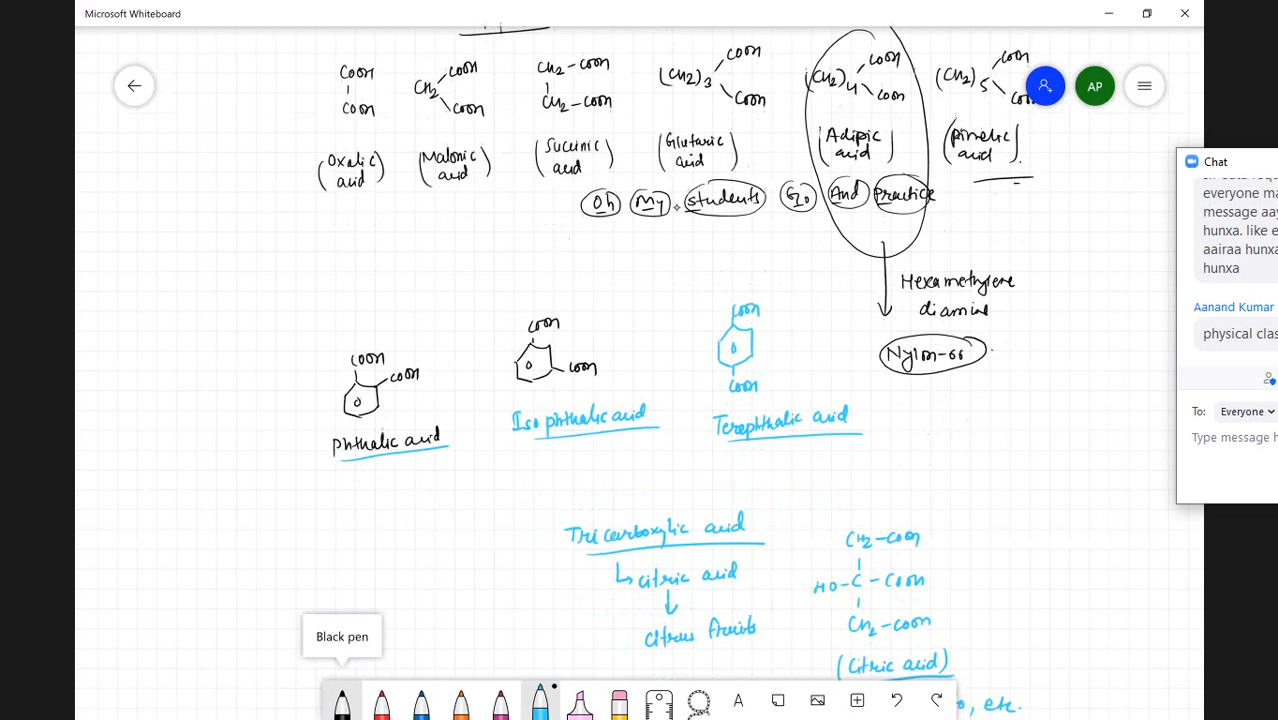 Microsoft Whiteboard
COOH
COOH
(Oxalic acid)
CH2
COOH
COOH
(Malonic acid)
CH2-COOH
CH2-COOH
(Succinic acid)
(CH2)3
COOH
COOH
(Glutaric acid)
(CH2)4
COOH
COOH
(Adipic acid)
(CH2)5
COOH
(Pimelic acid)
AP
Oh My students Go And Practice
Hexamethylene
diamine
Nylon-66
COOH
COOH
Phthalic acid
COOH
COOH
Iso phthalic acid
COOH
COOH
Terephthalic acid
Tricarboxylic acid
↳ citric acid
↓
Citrus Fruits
CH2-COOH
HO-C-COOH
CH2-COOH
(Citric acid)
, etc.
Black pen
Chat
everyone ma
message aay
hunxa. like e
aairaa hunxa
hunxa
Aanand Kumar
physical clas
To: Everyone
Type message h